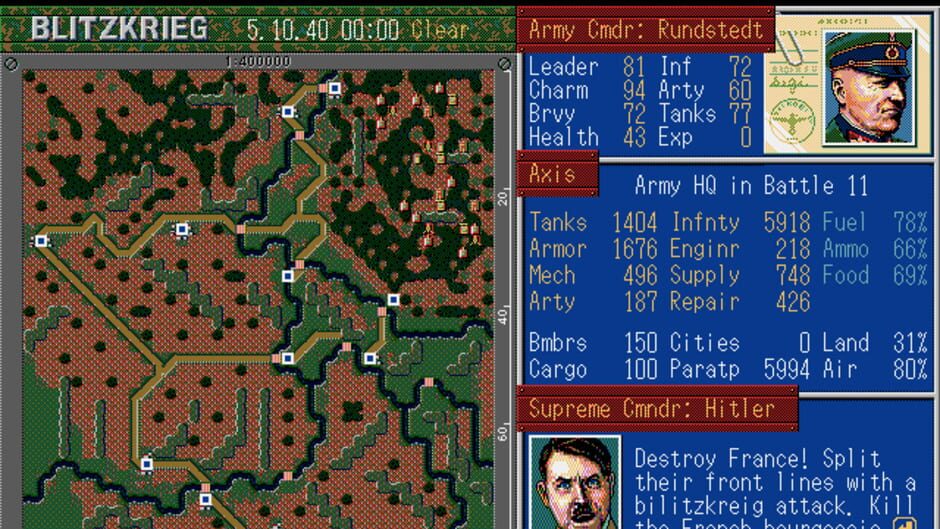 BLITZKRIEG 5.10.40 00:00 Clear
1:400000
20
40
60
Army Cmdr: Rundstedt
Leader 81 Inf 72
Charm 94 Arty 60
Brvy 72 Tanks 77
Health 43 Exp 0
Axis
Army HQ in Battle 11
Tanks 1404 Infnty 5918 Fuel 78%
Armor 1676 Enginr 218 Ammo 66%
Mech 496 Supply 748 Food 69%
Arty 187 Repair 426
Bmbrs 150 Cities 0 Land 31%
Cargo 100 Paratp 5994 Air 80%
Supreme Cmndr: Hitler
Destroy France! Split
their front lines with a
bilitzkreig attack. Kill
the French bourgeoisie